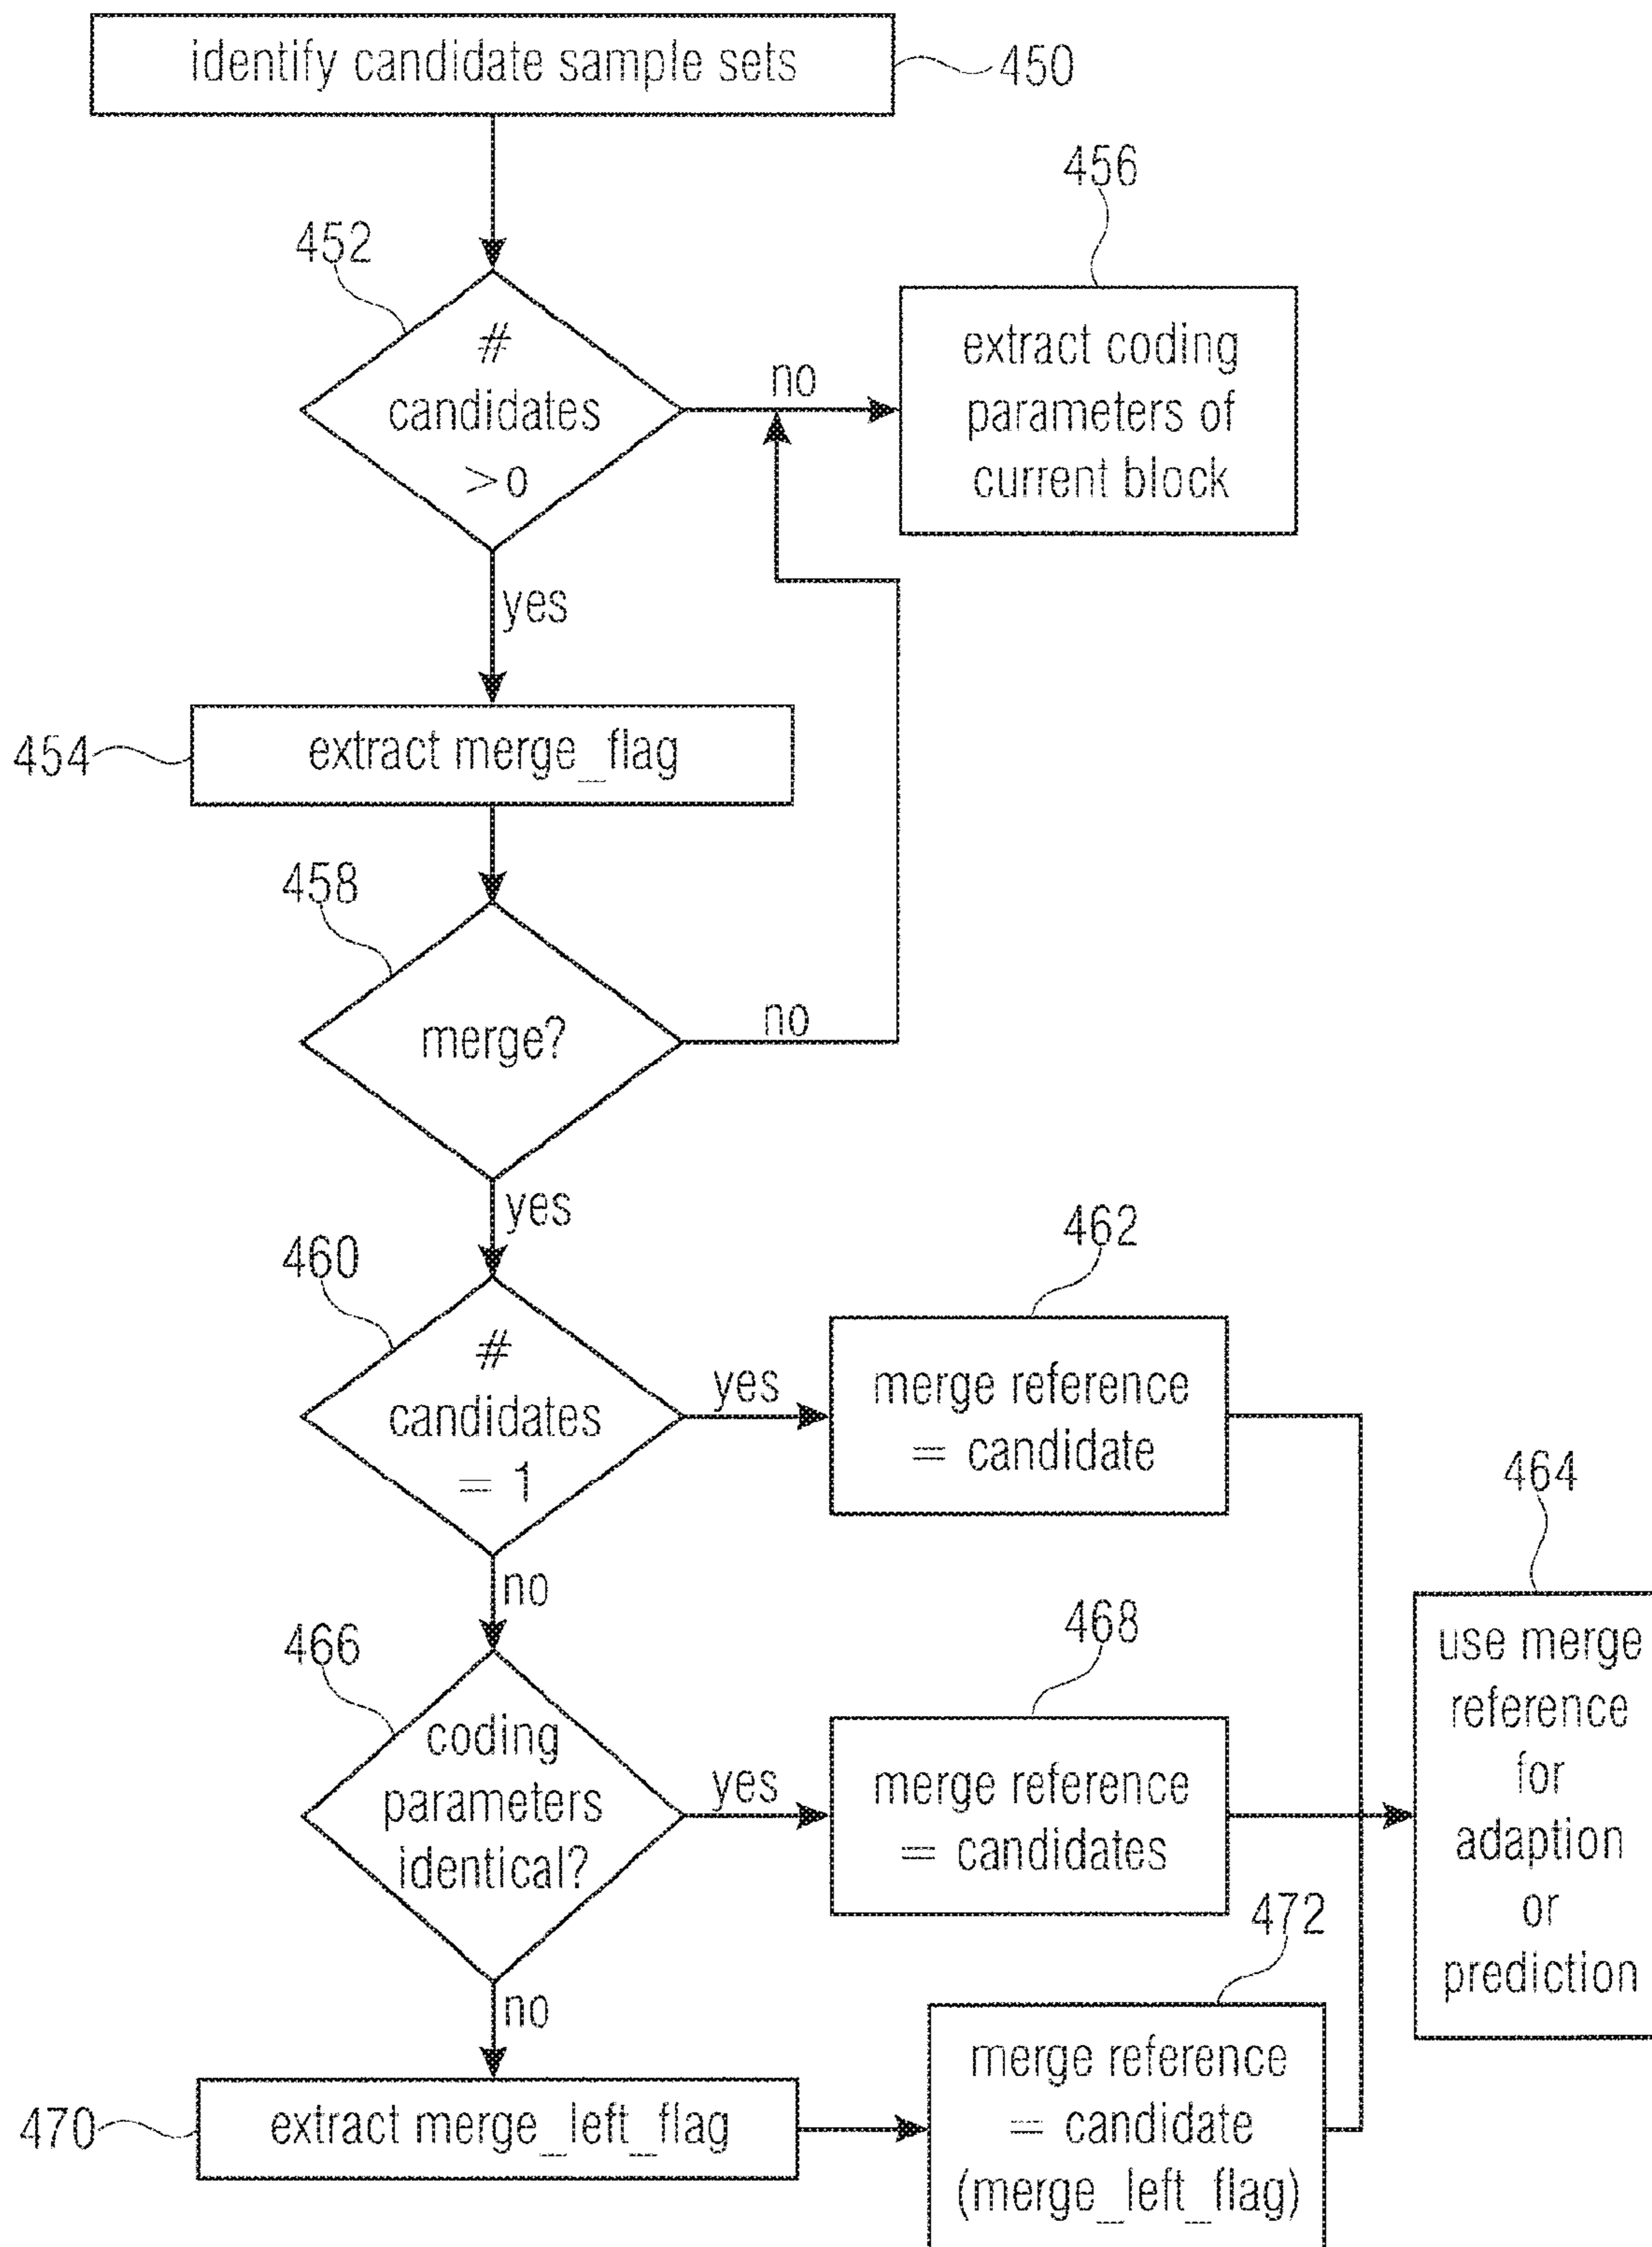 identify candidate sample sets
450
456
452
#
candidates
>0
no
extract coding
parameters of
current block
yes
454
extract merge_flag
458
merge?
no
yes
460
462
#
candidates
= 1
yes
merge reference
= candidate
464
no
466
468
coding
parameters
identical?
yes
merge reference
= candidates
use merge
reference
for
adaption
or
prediction
472
no
470
extract merge_left_flag
merge reference
= candidate
(merge_left_flag)